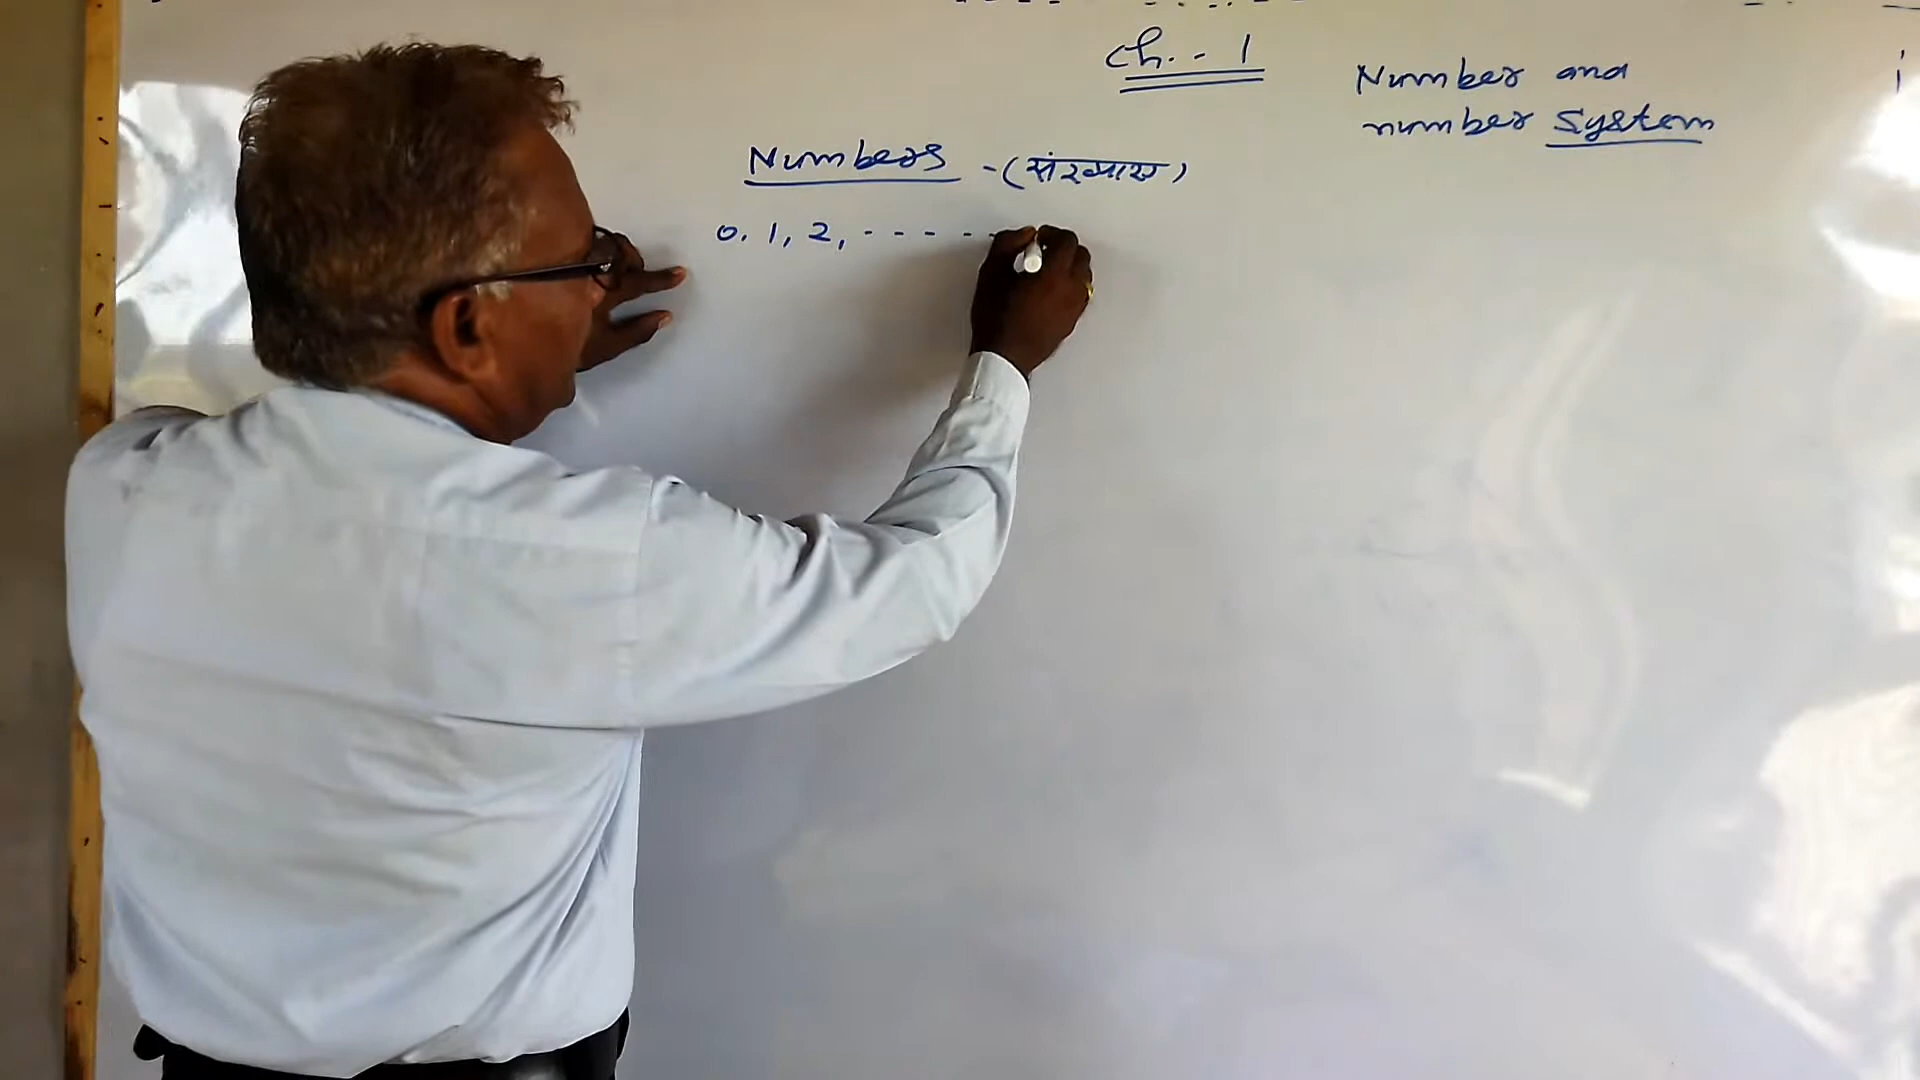 Ch. - 1
Number and
number System
Numbers - (संख्याए)
0. 1, 2, - - - - -